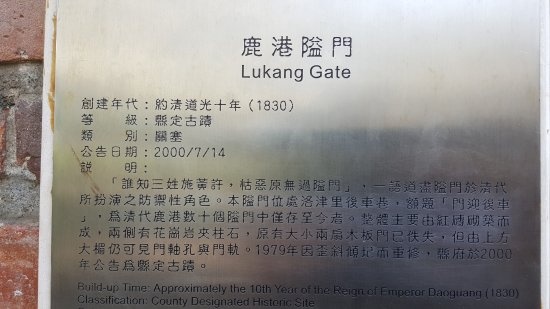 鹿港隘門
Lukang Gate
創建年代：約清道光十年（1830）
等　　級：縣定古蹟
類　　別：關塞
公告日期：2000/7/14
說　　明：
「誰知三姓施黃許，枯惡原無過隘門」，一語道盡隘門於清代
所扮演之防禦性角色。本隘門位處洛津里後車巷，額題「門迎後車
」，為清代鹿港數十個隘門中僅存至今者。整體主要由紅磚砌築而
成，兩側有花崗岩夾柱石，原有大小兩扇木板門已佚失，但由上方
大楣仍可見門軸孔與門軌。1979年因歪斜傾圮而重修，縣府於2000
年公告為縣定古蹟。
Build-up Time: Approximately the 10th Year of the Reign of Emperor Daoguang (1830)
Classification: County Designated Historic Site